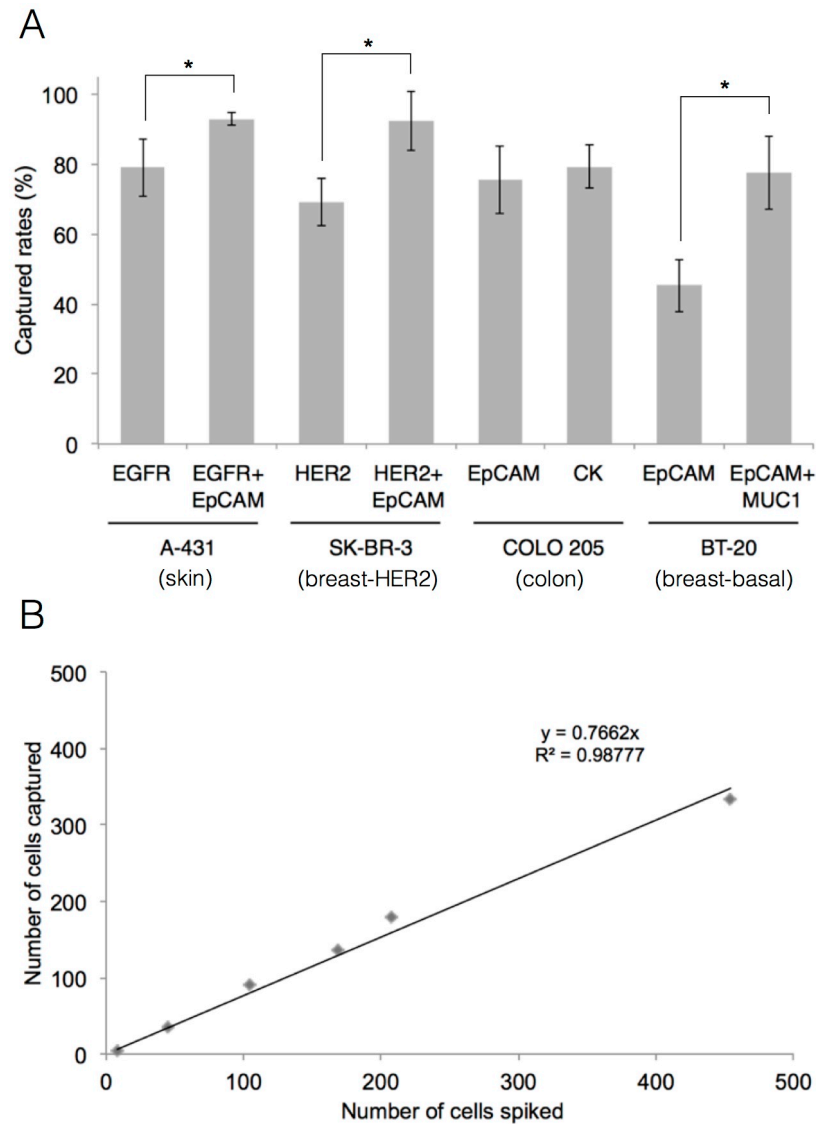 A
*
*
*
Captured rates (%)
100
80
60
40
20
0
EGFR EGFR+ HER2 HER2+ EpCAM CK EpCAM EpCAM+
EpCAM EpCAM MUC1
A-431 SK-BR-3 COLO 205 BT-20
(skin) (breast-HER2) (colon) (breast-basal)
B
Number of cells captured
500
400
300
200
100
0
y = 0.7662x
R² = 0.98777
0 100 200 300 400 500
Number of cells spiked